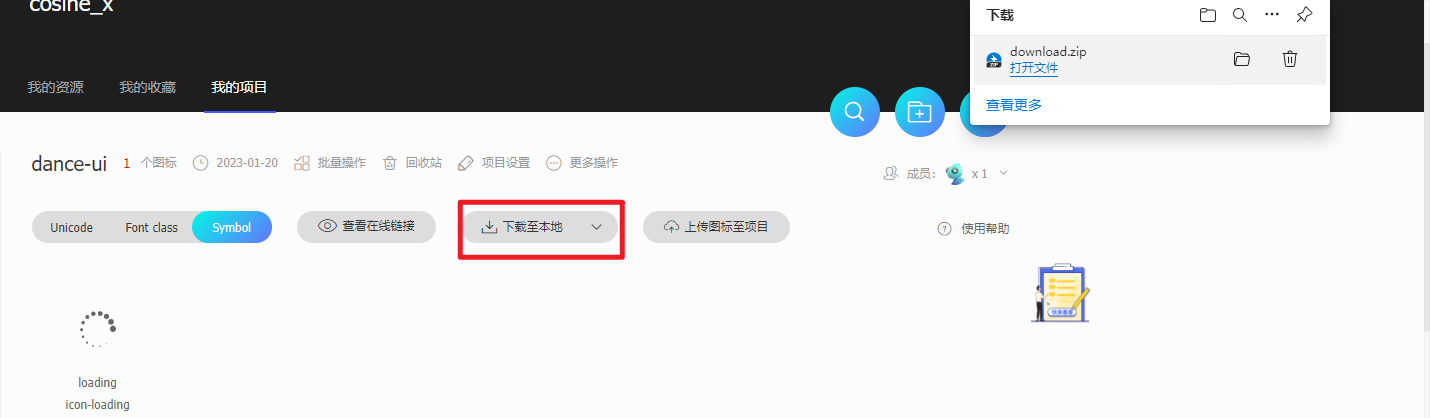 cosine_x
下载
download.zip
打开文件
查看更多
我的资源 我的收藏 我的项目
dance-ui 1 个图标 2023-01-20 批量操作 回收站 项目设置 更多操作
成员: x 1
Unicode Font class Symbol 查看在线链接 下载至本地 上传图标至项目 使用帮助
loading
icon-loading